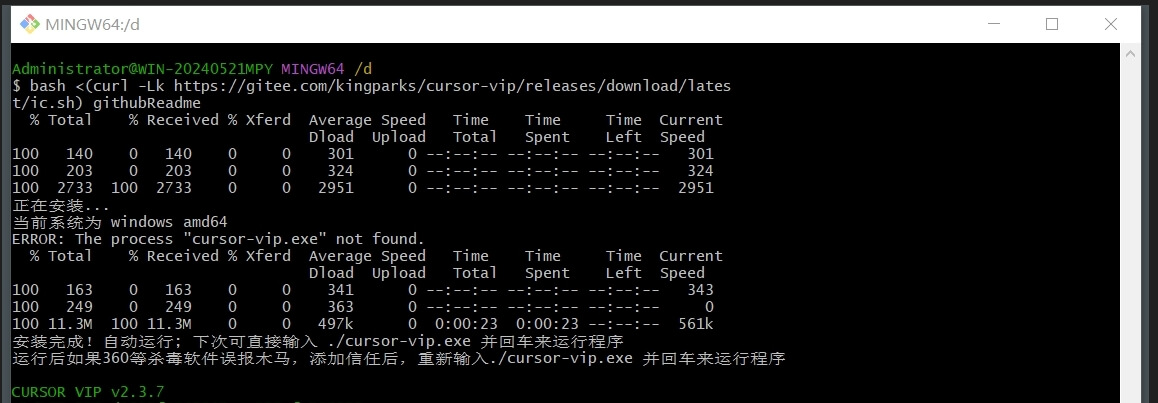 MINGW64:/d
Administrator@WIN-20240521MPY MINGW64 /d
$ bash <(curl -Lk https://gitee.com/kingparks/cursor-vip/releases/download/lates
t/ic.sh) githubReadme
  % Total    % Received % Xferd  Average Speed   Time    Time     Time  Current
                                 Dload  Upload   Total   Spent    Left  Speed
100   140    0   140    0     0    301      0 --:--:-- --:--:-- --:--:--   301
100   203    0   203    0     0    324      0 --:--:-- --:--:-- --:--:--   324
100  2733  100  2733    0     0   2951      0 --:--:-- --:--:-- --:--:--  2951
正在安装...
当前系统为 windows amd64
ERROR: The process "cursor-vip.exe" not found.
  % Total    % Received % Xferd  Average Speed   Time    Time     Time  Current
                                 Dload  Upload   Total   Spent    Left  Speed
100   163    0   163    0     0    341      0 --:--:-- --:--:-- --:--:--   343
100   249    0   249    0     0    363      0 --:--:-- --:--:-- --:--:--     0
100 11.3M  100 11.3M    0     0   497k      0  0:00:23  0:00:23 --:--:--  561k
安装完成！自动运行；下次可直接输入 ./cursor-vip.exe 并回车来运行程序
运行后如果360等杀毒软件误报木马，添加信任后，重新输入./cursor-vip.exe 并回车来运行程序
CURSOR VIP v2.3.7